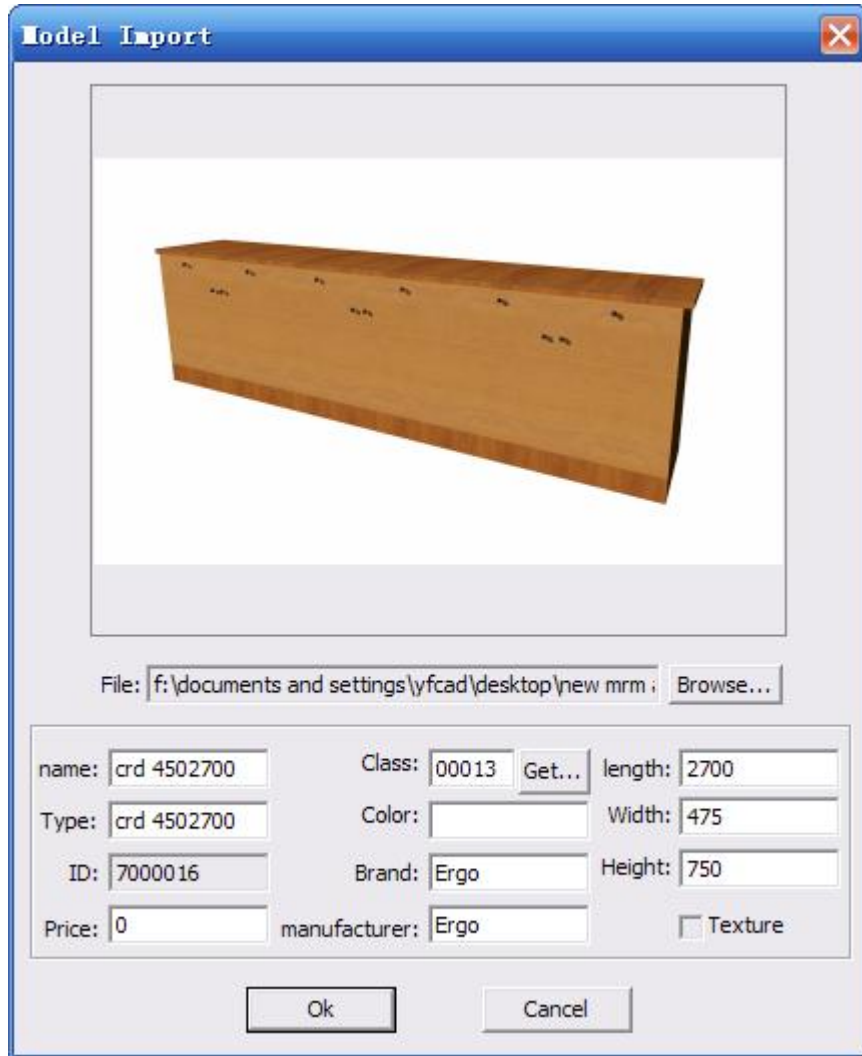 Model Import
File: f:\documents and settings\yfcad\desktop\new mrm Browse...
name: crd 4502700 Class: 00013 Get... length: 2700
Type: crd 4502700 Color: Width: 475
ID: 7000016 Brand: Ergo Height: 750
Price: 0 manufacturer: Ergo Texture
Ok Cancel